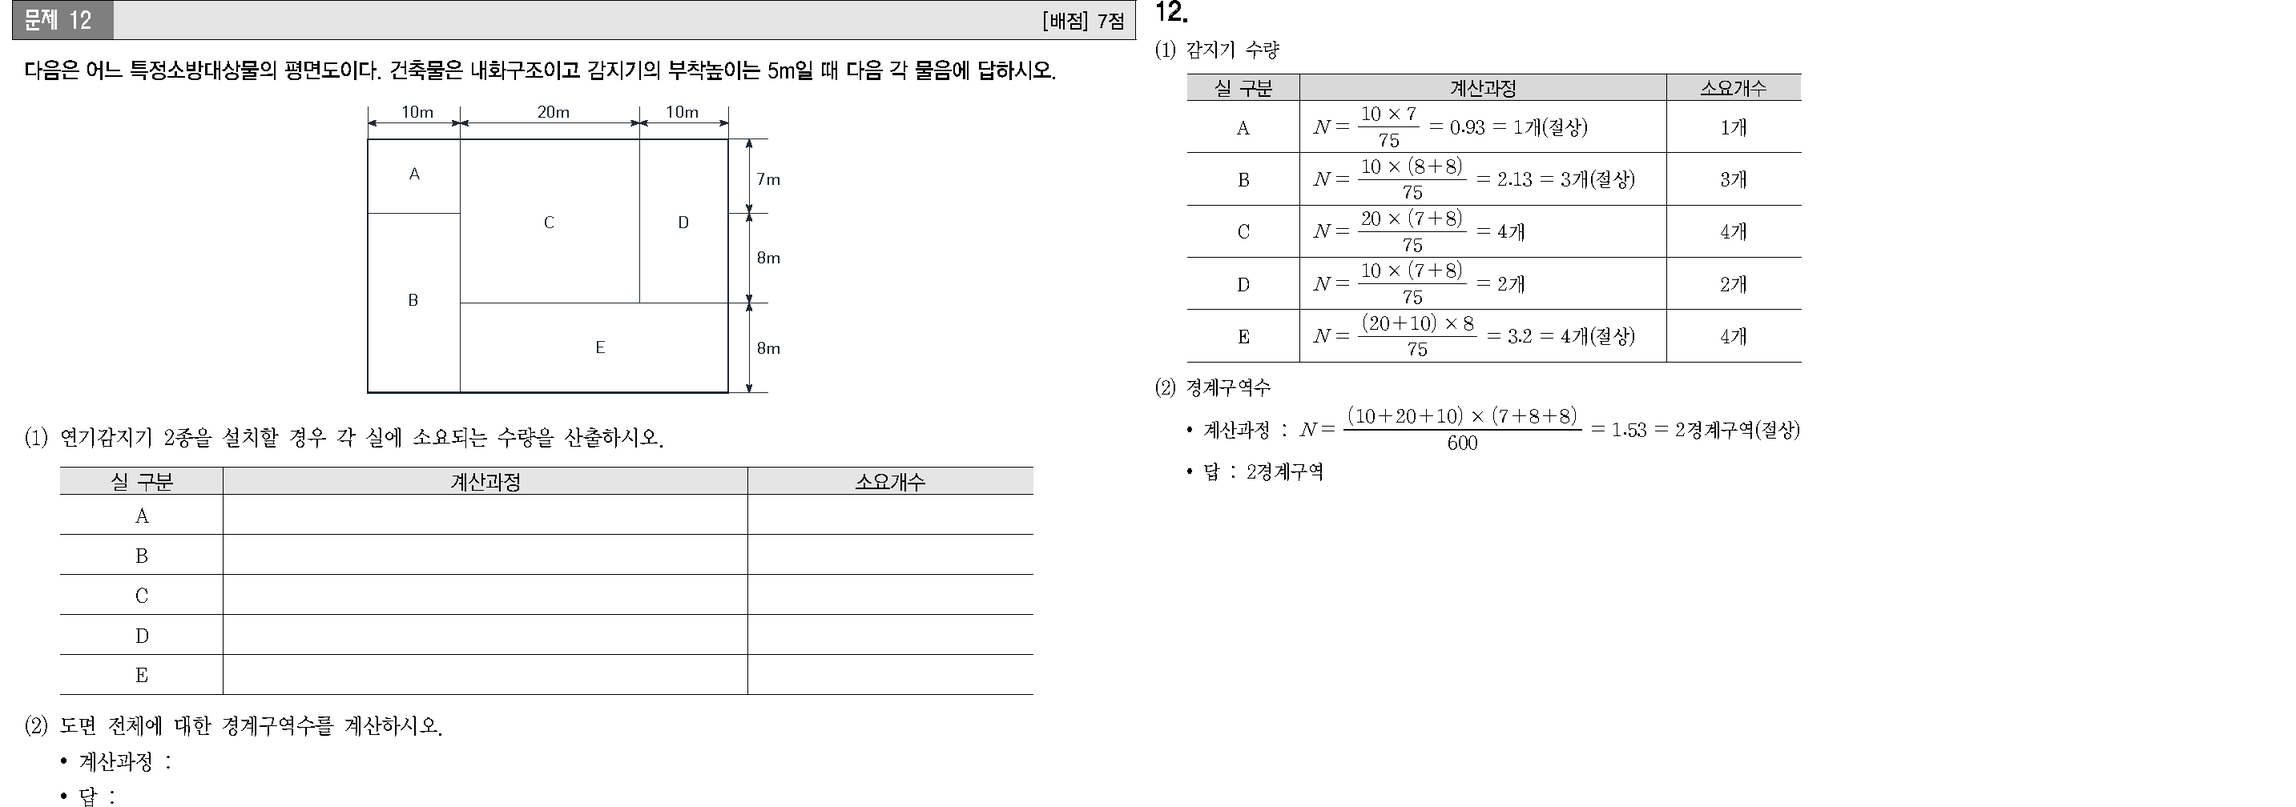 문제 12 [배점] 7점
다음은 어느 특정소방대상물의 평면도이다. 건축물은 내화구조이고 감지기의 부착높이는 5m일 때 다음 각 물음에 답하시오.
10m 20m 10m
A
B
C
D
E
7m
8m
8m
(1) 연기감지기 2종을 설치할 경우 각 실에 소요되는 수량을 산출하시오.
실 구분 계산과정 소요개수
A
B
C
D
E
(2) 도면 전체에 대한 경계구역수를 계산하시오.
• 계산과정 :
• 답 :
12.
(1) 감지기 수량
실 구분 계산과정 소요개수
A N = (10 × 7)/75 = 0.93 = 1개(절상) 1개
B N = (10 × (8+8))/75 = 2.13 = 3개(절상) 3개
C N = (20 × (7+8))/75 = 4개 4개
D N = (10 × (7+8))/75 = 2개 2개
E N = ((20+10) × 8)/75 = 3.2 = 4개(절상) 4개
(2) 경계구역수
• 계산과정 : N = ((10+20+10) × (7+8+8))/600 = 1.53 = 2경계구역(절상)
• 답 : 2경계구역